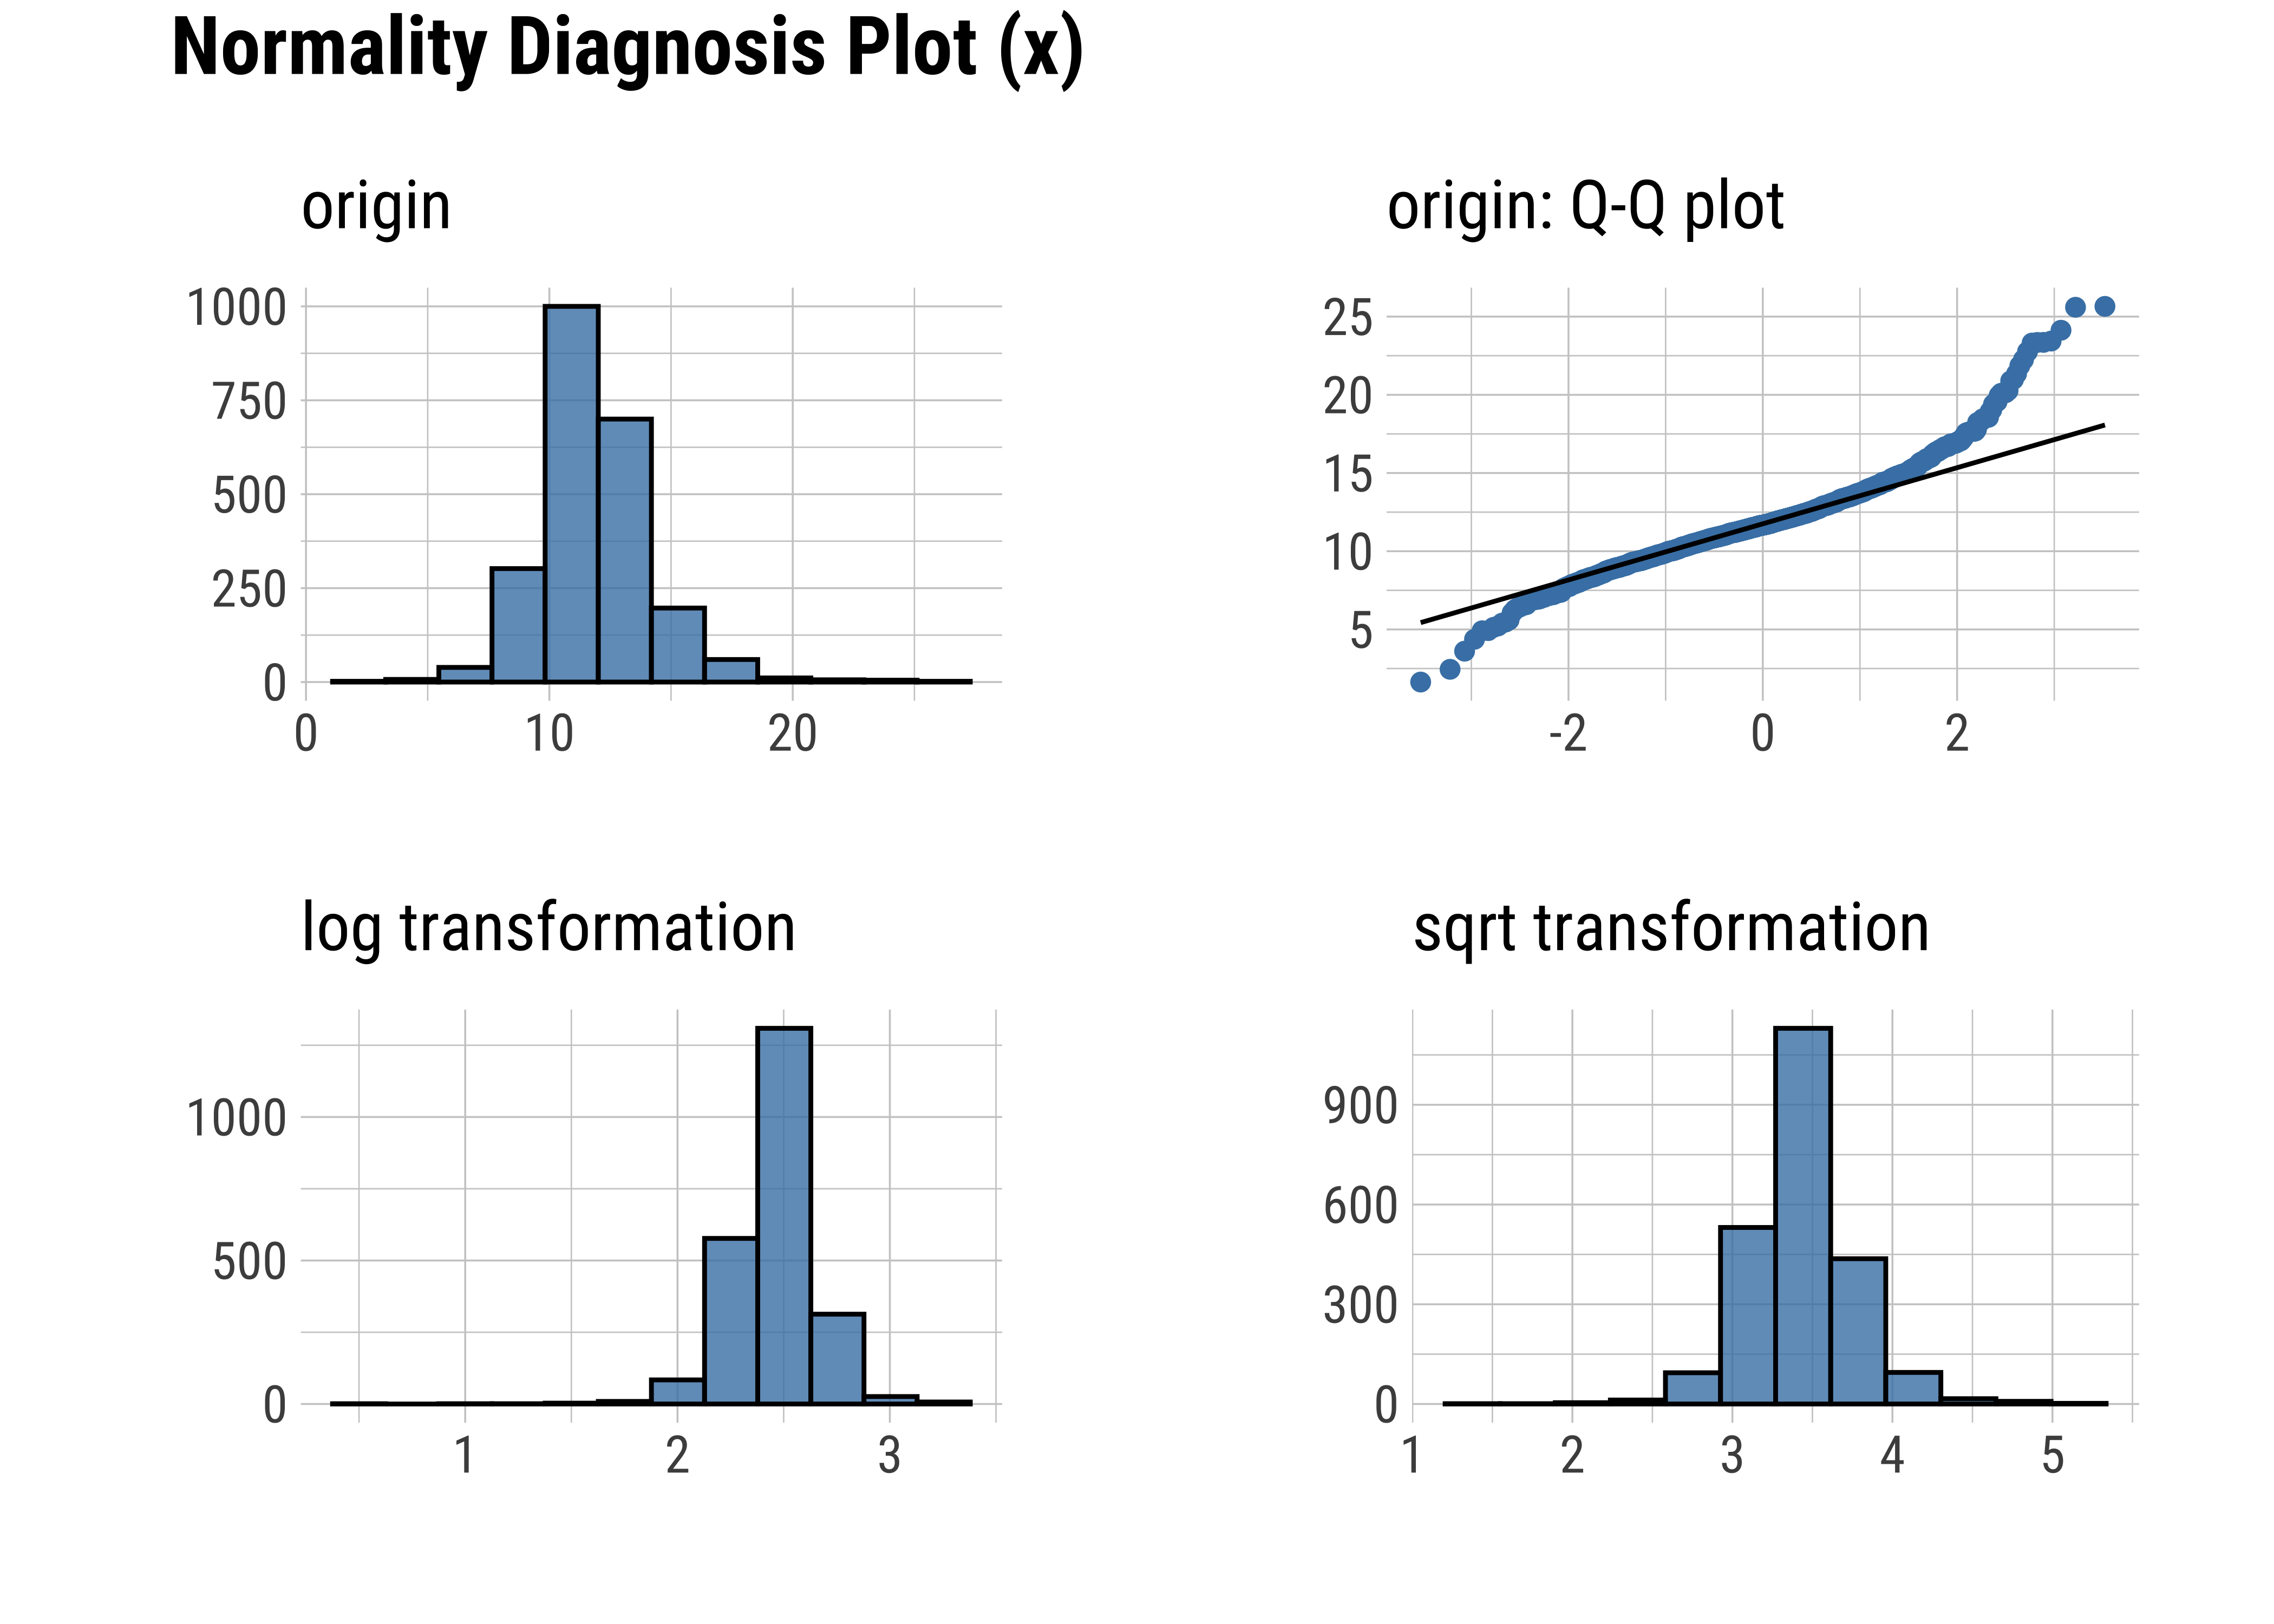 Normality Diagnosis Plot (x)
origin
1000
750
500
250
0
0 10 20
origin: Q-Q plot
25
20
15
10
5
-2 0 2
log transformation
1000
500
0
1 2 3
sqrt transformation
900
600
300
0
1 2 3 4 5